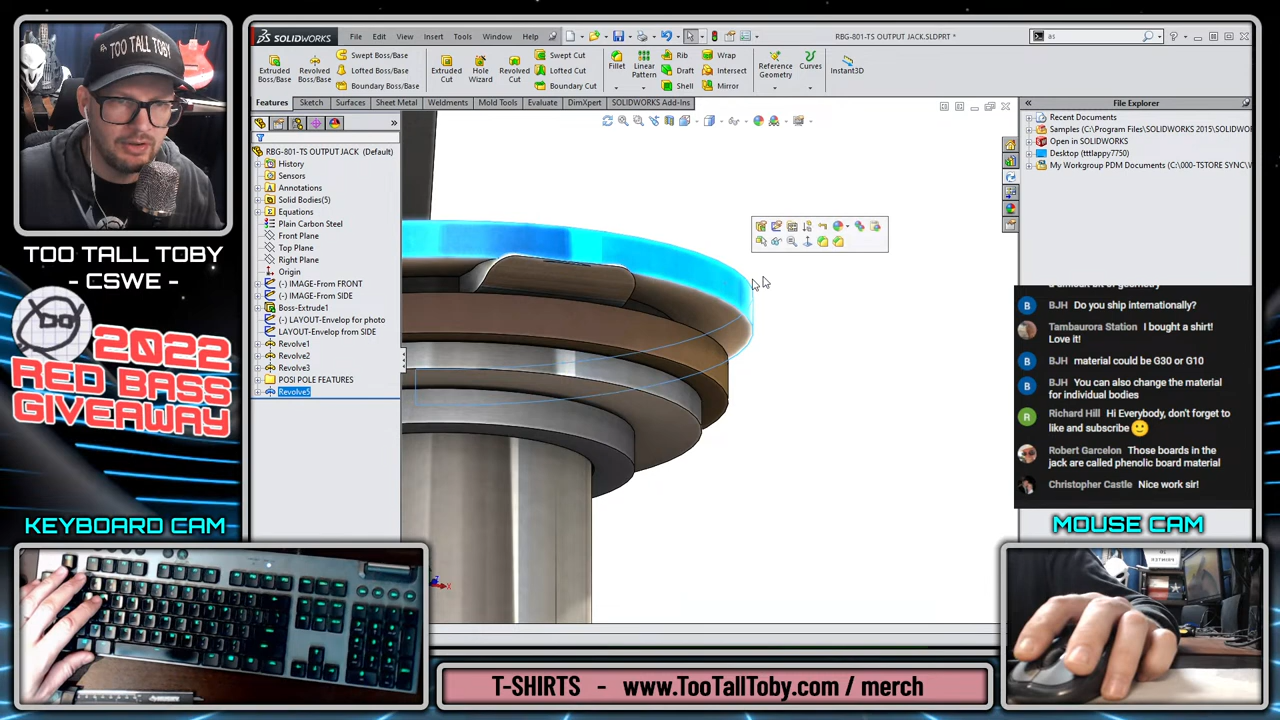 TOO TALL TOBY
TOO TALL TOBY
- CSWE -
2022
RED BASS
GIVEAWAY
KEYBOARD CAM
SOLIDWORKS
File Edit View Insert Tools Window Help
RBG-801-TS OUTPUT JACK.SLDPRT *
as
Extruded Boss/Base
Revolved Boss/Base
Swept Boss/Base
Lofted Boss/Base
Boundary Boss/Base
Extruded Cut
Hole Wizard
Revolved Cut
Swept Cut
Lofted Cut
Boundary Cut
Fillet
Linear Pattern
Rib
Draft
Shell
Wrap
Intersect
Mirror
Reference Geometry
Curves
Instant3D
Features Sketch Surfaces Sheet Metal Weldments Mold Tools Evaluate DimXpert SOLIDWORKS Add-Ins
RBG-801-TS OUTPUT JACK (Default)
History
Sensors
Annotations
Solid Bodies(5)
Equations
Plain Carbon Steel
Front Plane
Top Plane
Right Plane
Origin
(-) IMAGE-From FRONT
(-) IMAGE-From SIDE
Boss-Extrude1
(-) LAYOUT-Envelop for photo
LAYOUT-Envelop from SIDE
Revolve1
Revolve2
Revolve3
POSI POLE FEATURES
Revolve5
X
File Explorer
Recent Documents
Samples (C:\Program Files\SOLIDWORKS 2015\SOLIDWO
Open in SOLIDWORKS
Desktop (tttlappy7750)
My Workgroup PDM Documents (C:\000-TSTORE SYNC\W
a difficult bit of geometry
B BJH Do you ship internationally?
Tambaurora Station I bought a shirt!
Love it!
B BJH material could be G30 or G10
B BJH You can also change the material
for individual bodies
R Richard Hill Hi Everybody, don't forget to
like and subscribe 🙂
Robert Garcelon Those boards in the
jack are called phenolic board material
Christopher Castle Nice work sir!
MOUSE CAM
T-SHIRTS - www.TooTallToby.com / merch